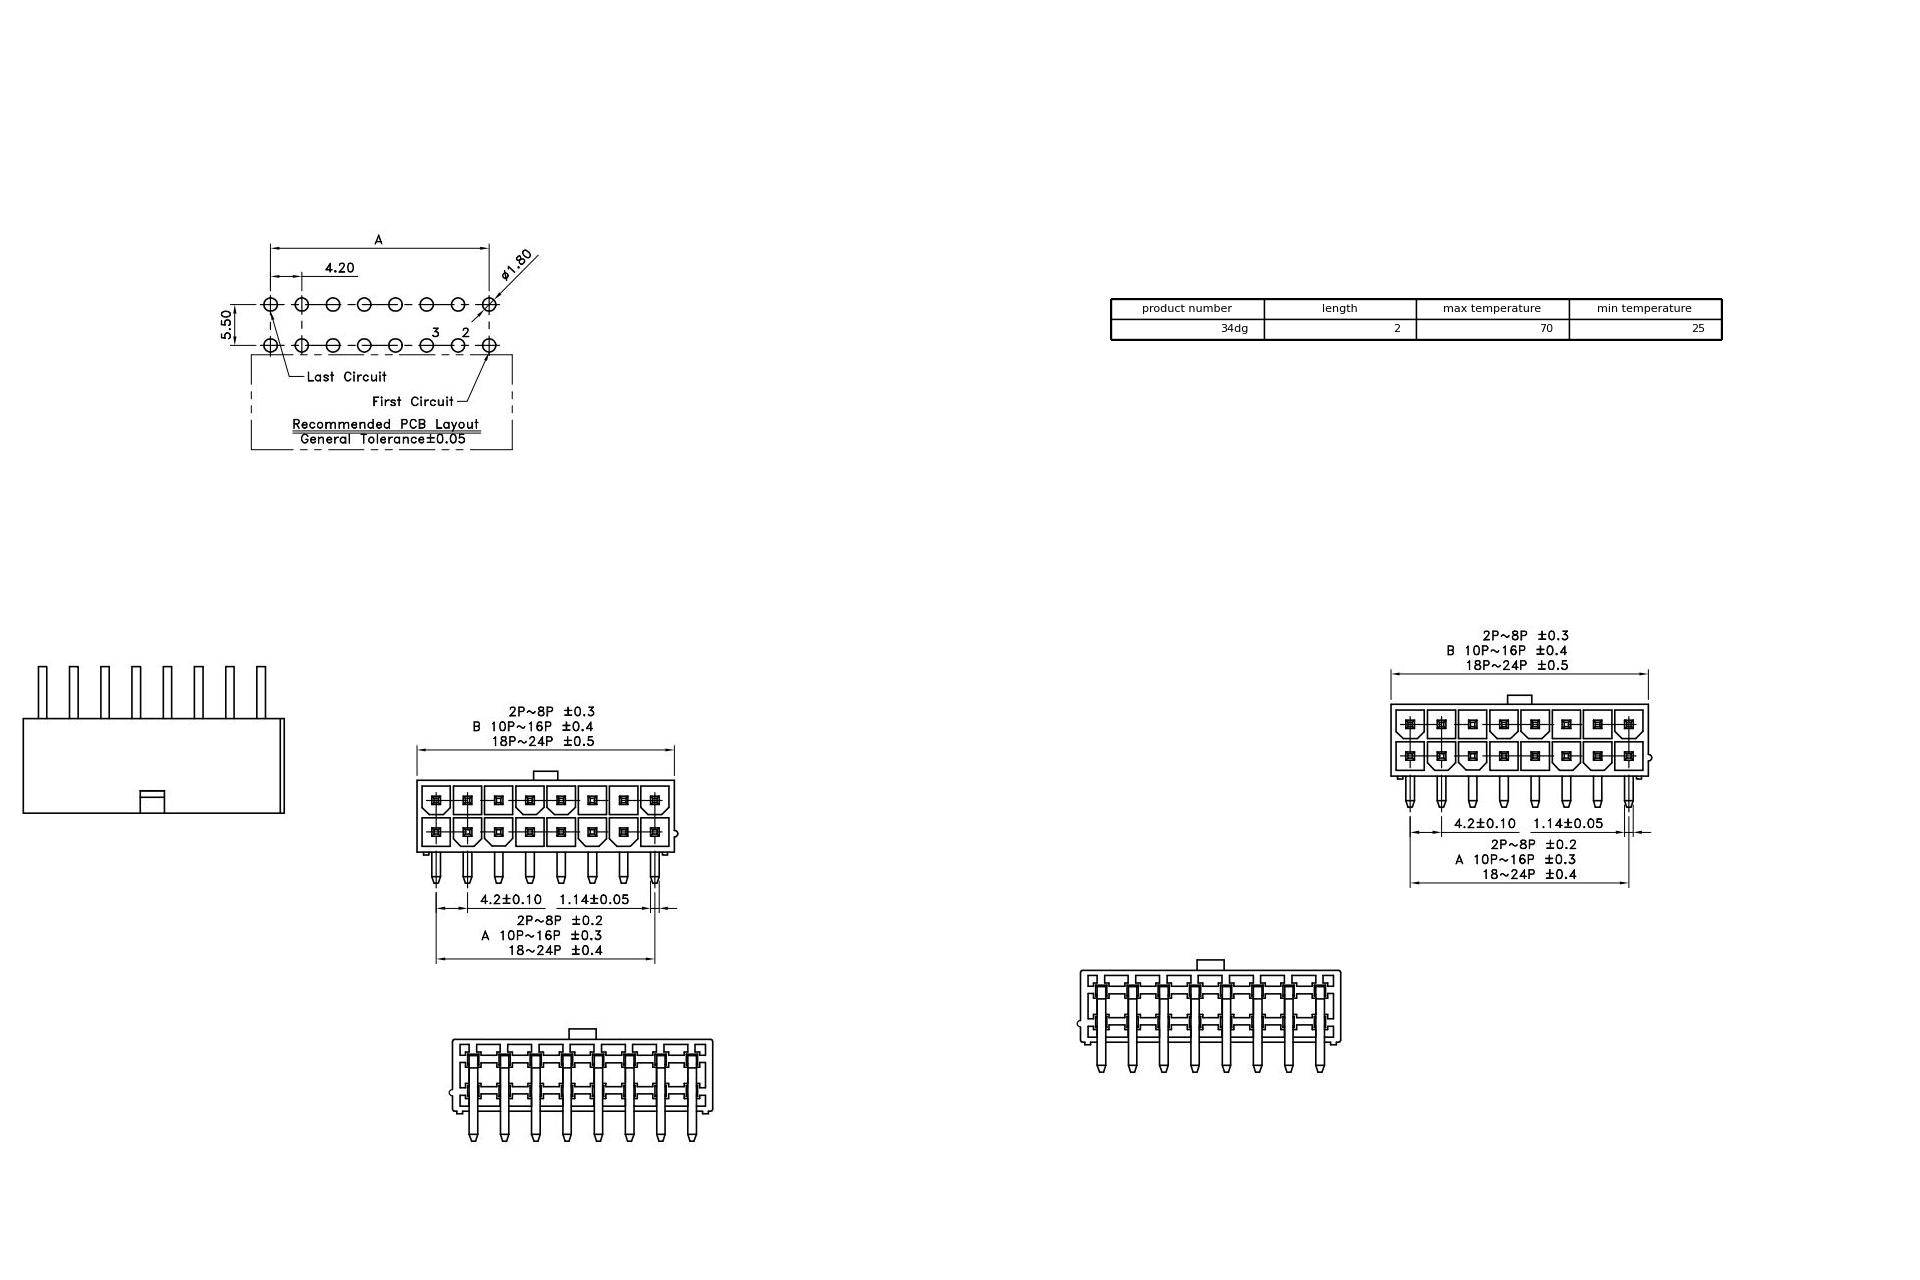 A
4.20
ø1.80
5.50
3 2
Last Circuit
First Circuit
Recommended PCB Layout
General Tolerance±0.05
product number length max temperature min temperature
34dg 2 70 25
2P~8P ±0.3
B 10P~16P ±0.4
18P~24P ±0.5
4.2±0.10 1.14±0.05
2P~8P ±0.2
A 10P~16P ±0.3
18~24P ±0.4
2P~8P ±0.3
B 10P~16P ±0.4
18P~24P ±0.5
4.2±0.10 1.14±0.05
2P~8P ±0.2
A 10P~16P ±0.3
18~24P ±0.4